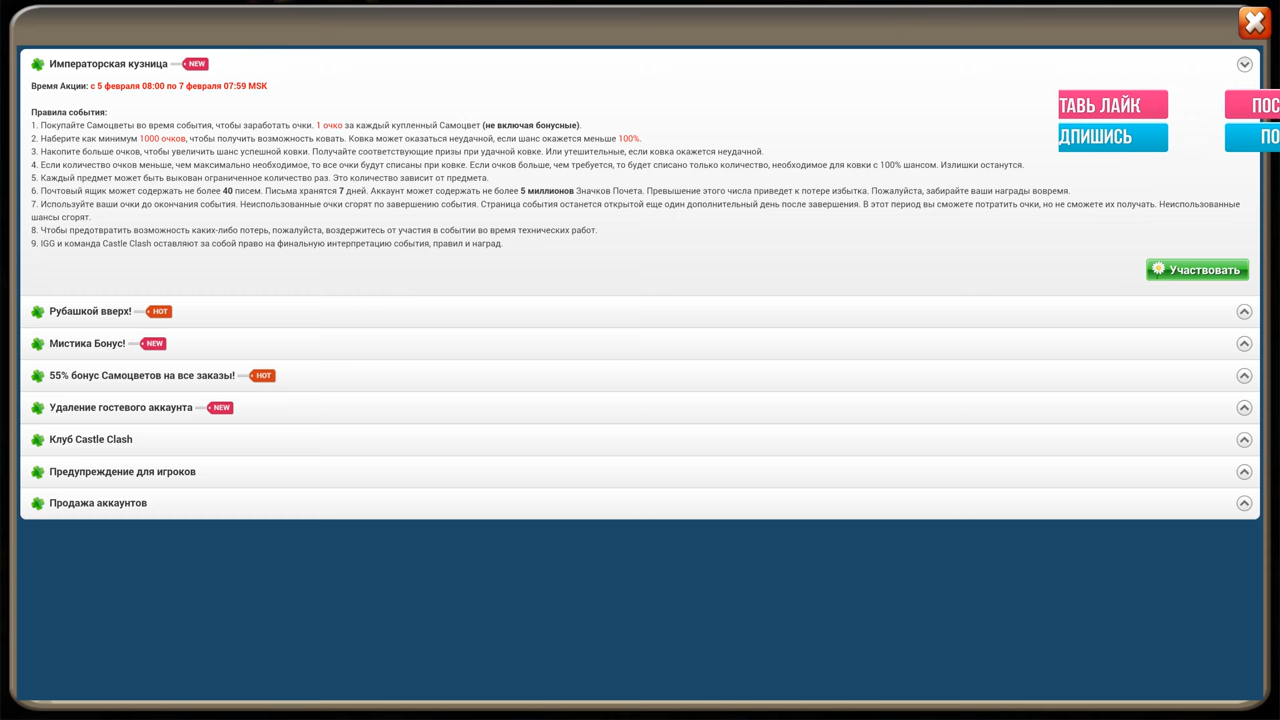 Императорская кузница NEW
Время Акции: с 5 февраля 08:00 по 7 февраля 07:59 MSK
ТАВЬ ЛАЙК
ПОС
ДПИШИСЬ
ПО
Правила события:
1. Покупайте Самоцветы во время события, чтобы заработать очки. 1 очко за каждый купленный Самоцвет (не включая бонусные).
2. Наберите как минимум 1000 очков, чтобы получить возможность ковать. Ковка может оказаться неудачной, если шанс окажется меньше 100%.
3. Накопите больше очков, чтобы увеличить шанс успешной ковки. Получайте соответствующие призы при удачной ковке. Или утешительные, если ковка окажется неудачной.
4. Если количество очков меньше, чем максимально необходимое, то все очки будут списаны при ковке. Если очков больше, чем требуется, то будет списано только количество, необходимое для ковки с 100% шансом. Излишки останутся.
5. Каждый предмет может быть выкован ограниченное количество раз. Это количество зависит от предмета.
6. Почтовый ящик может содержать не более 40 писем. Письма хранятся 7 дней. Аккаунт может содержать не более 5 миллионов Значков Почета. Превышение этого числа приведет к потере избытка. Пожалуйста, забирайте ваши награды вовремя.
7. Используйте ваши очки до окончания события. Неиспользованные очки сгорят по завершению события. Страница события останется открытой еще один дополнительный день после завершения. В этот период вы сможете потратить очки, но не сможете их получать. Неиспользованные
шансы сгорят.
8. Чтобы предотвратить возможность каких-либо потерь, пожалуйста, воздержитесь от участия в событии во время технических работ.
9. IGG и команда Castle Clash оставляют за собой право на финальную интерпретацию события, правил и наград.
Участвовать
Рубашкой вверх! HOT
Мистика Бонус! NEW
55% бонус Самоцветов на все заказы! HOT
Удаление гостевого аккаунта NEW
Клуб Castle Clash
Предупреждение для игроков
Продажа аккаунтов